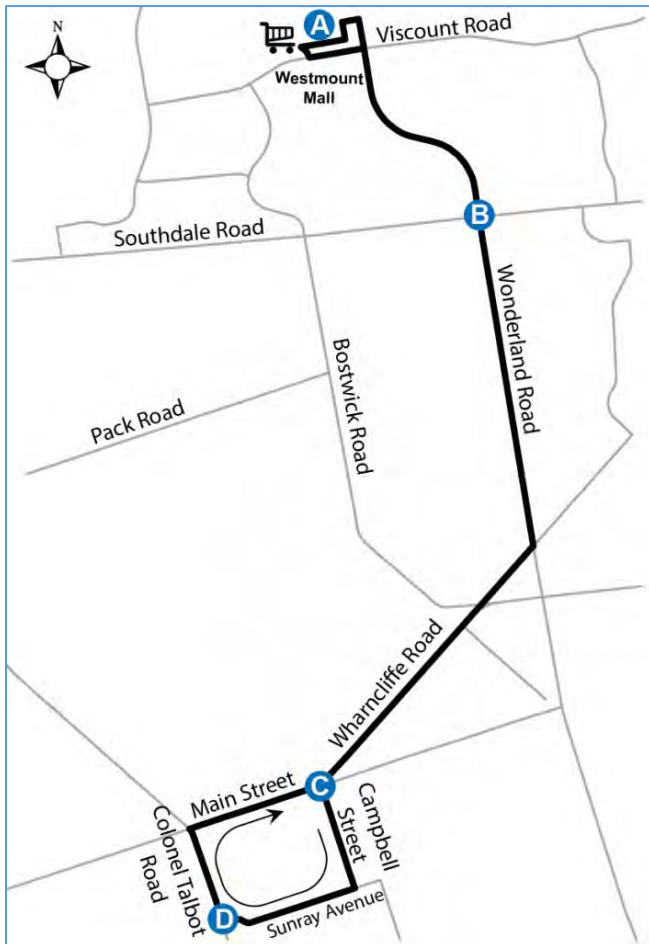 N
A
Viscount Road
Westmount
Mall
B
Southdale Road
Wonderland Road
Bostwick Road
Pack Road
Wharncliffe Road
C
Main Street
Campbell
Street
Colonel Talbot
Road
D
Sunray Avenue